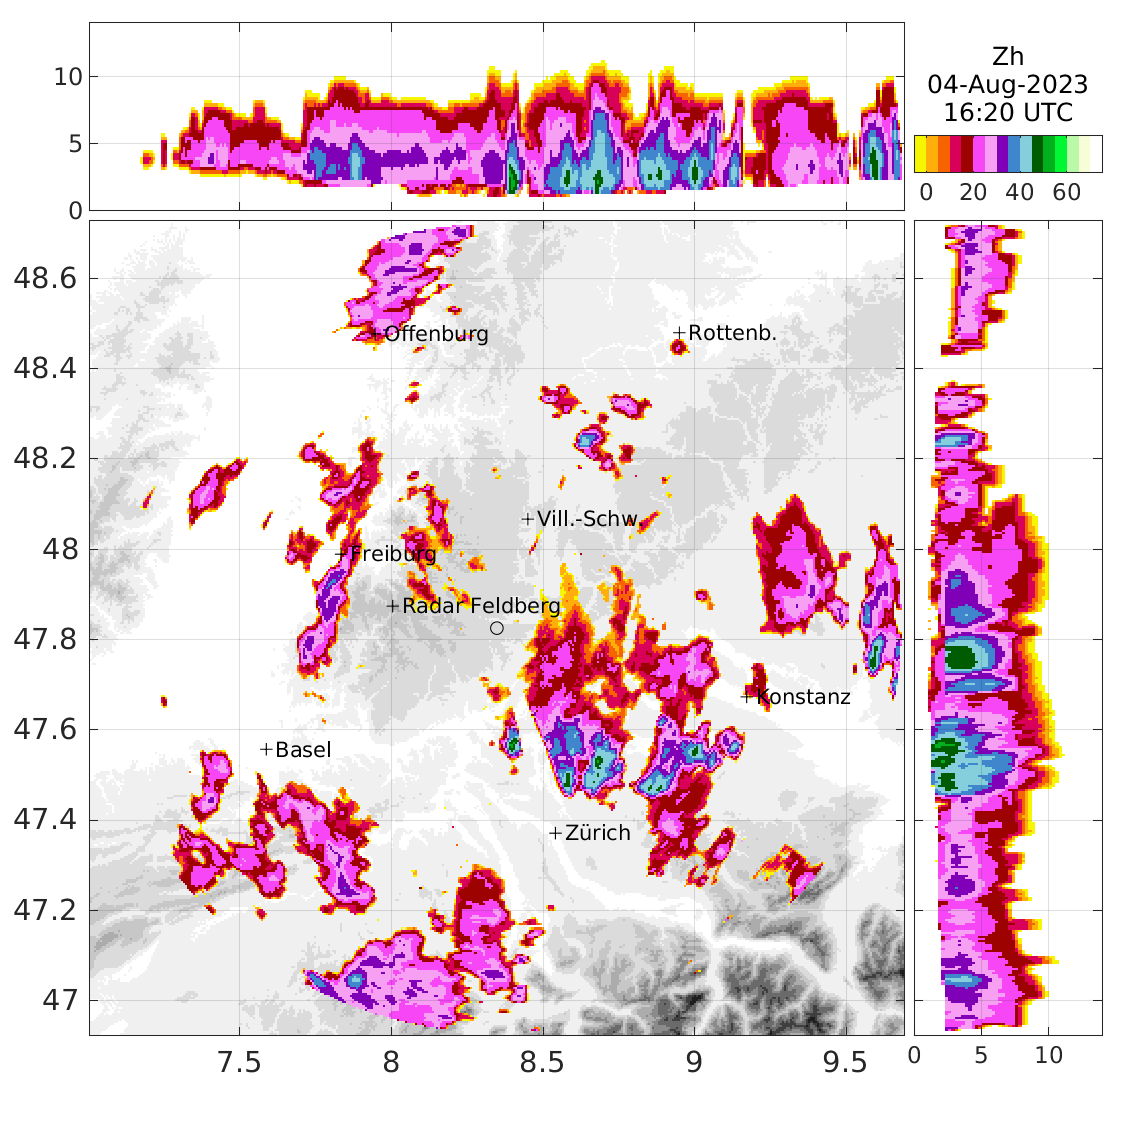 10
5
0
Zh
04-Aug-2023
16:20 UTC
0 20 40 60
48.6
48.4
48.2
48
47.8
47.6
47.4
47.2
47
Offenburg
Rottenb.
Vill.-Schw.
Freiburg
Radar Feldberg
Konstanz
Basel
Zürich
7.5 8 8.5 9 9.5
0 5 10